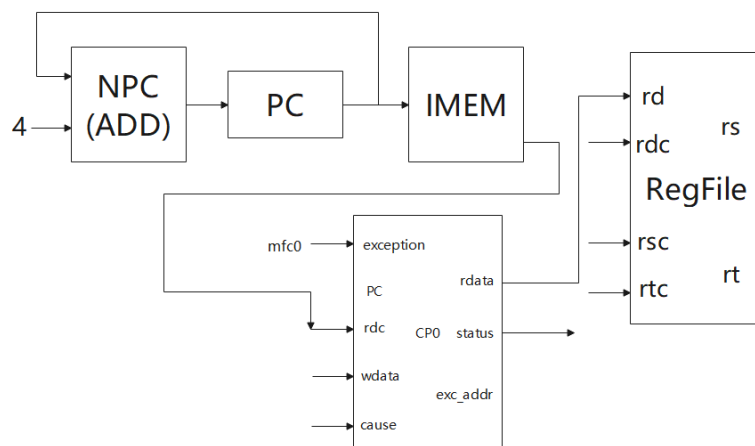 NPC
(ADD)
4
PC
IMEM
rd
rs
rdc
RegFile
rsc
rtc
rt
mfc0
exception
PC
rdata
rdc
CP0
status
wdata
exc_addr
cause